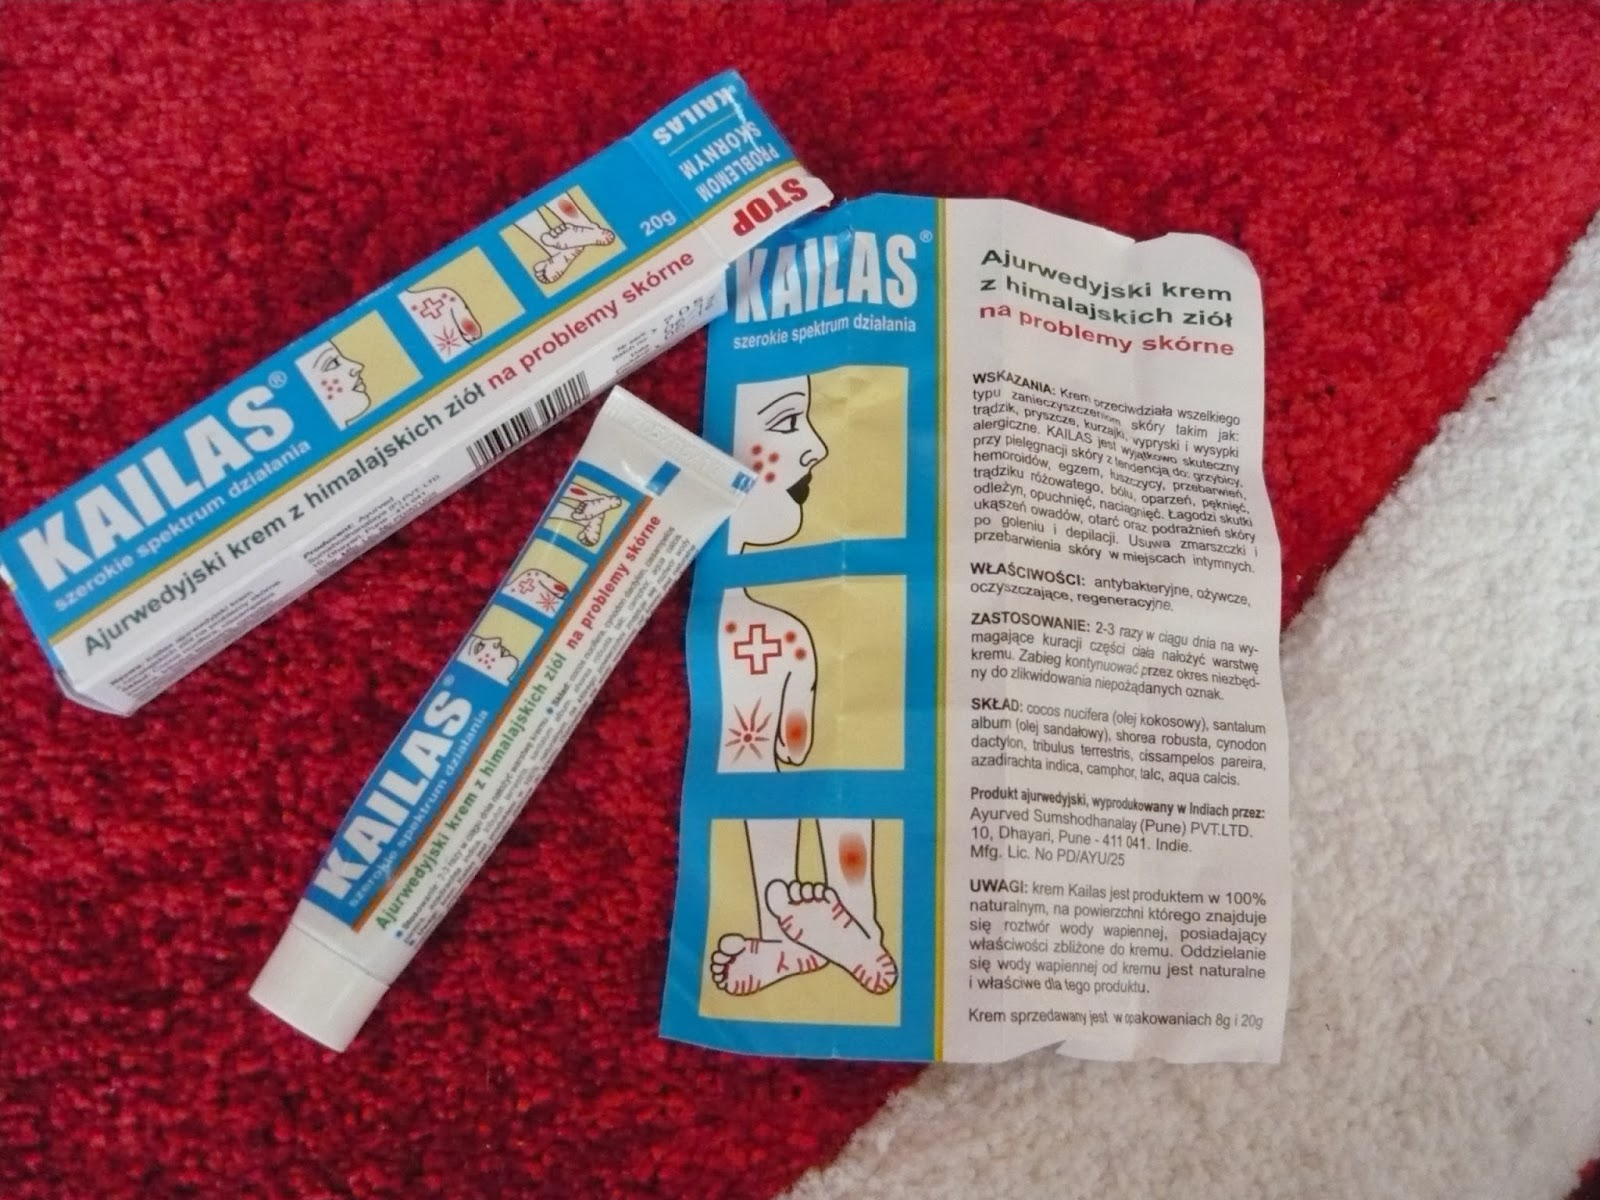 KAILAS
PROBLEMOM
SKÓRNYM
STOP
KAILAS®
szerokie spektrum działania
20g
Ajurwedyjski krem z himalajskich ziół na problemy skórne
KAILAS®
szerokie spektrum działania
Ajurwedyjski krem z himalajskich ziół na problemy skórne
KAILAS®
szerokie spektrum działania
Ajurwedyjski krem
z himalajskich ziół
na problemy skórne
WSKAZANIA: Krem przeciwdziała wszelkiego
typu zanieczyszczeniom skóry takim jak:
trądzik, pryszcze, kurzajki, wypryski i wysypki
alergiczne. KAILAS jest wyjątkowo skuteczny
przy pielęgnacji skóry z tendencją do: grzybicy,
hemoroidów, egzem, łuszczycy, przebarwień,
trądziku różowatego, bólu, oparzeń, pęknięć,
odleżyn, opuchnięć, naciągnięć. Łagodzi skutki
ukąszeń owadów, otarć oraz podrażnień skóry
po goleniu i depilacji. Usuwa zmarszczki i
przebarwienia skóry w miejscach intymnych.
WŁAŚCIWOŚCI: antybakteryjne, ożywcze,
oczyszczające, regeneracyjne.
ZASTOSOWANIE: 2-3 razy w ciągu dnia na wy-
magające kuracji części ciała nałożyć warstwę
kremu. Zabieg kontynuować przez okres niezbęd-
ny do zlikwidowania niepożądanych oznak.
SKŁAD: cocos nucifera (olej kokosowy), santalum
album (olej sandałowy), shorea robusta, cynodon
dactylon, tribulus terrestris, cissampelos pareira,
azadirachta indica, camphor, talc, aqua calcis.
Produkt ajurwedyjski, wyprodukowany w Indiach przez:
Ayurved Sumshodhanalay (Pune) PVT.LTD.
10, Dhayari, Pune - 411 041. Indie.
Mfg. Lic. No PD/AYU/25
UWAGI: krem Kailas jest produktem w 100%
naturalnym, na powierzchni którego znajduje
się roztwór wody wapiennej, posiadający
właściwości zbliżone do kremu. Oddzielanie
się wody wapiennej od kremu jest naturalne
i właściwe dla tego produktu.
Krem sprzedawany jest w opakowaniach 8g i 20g